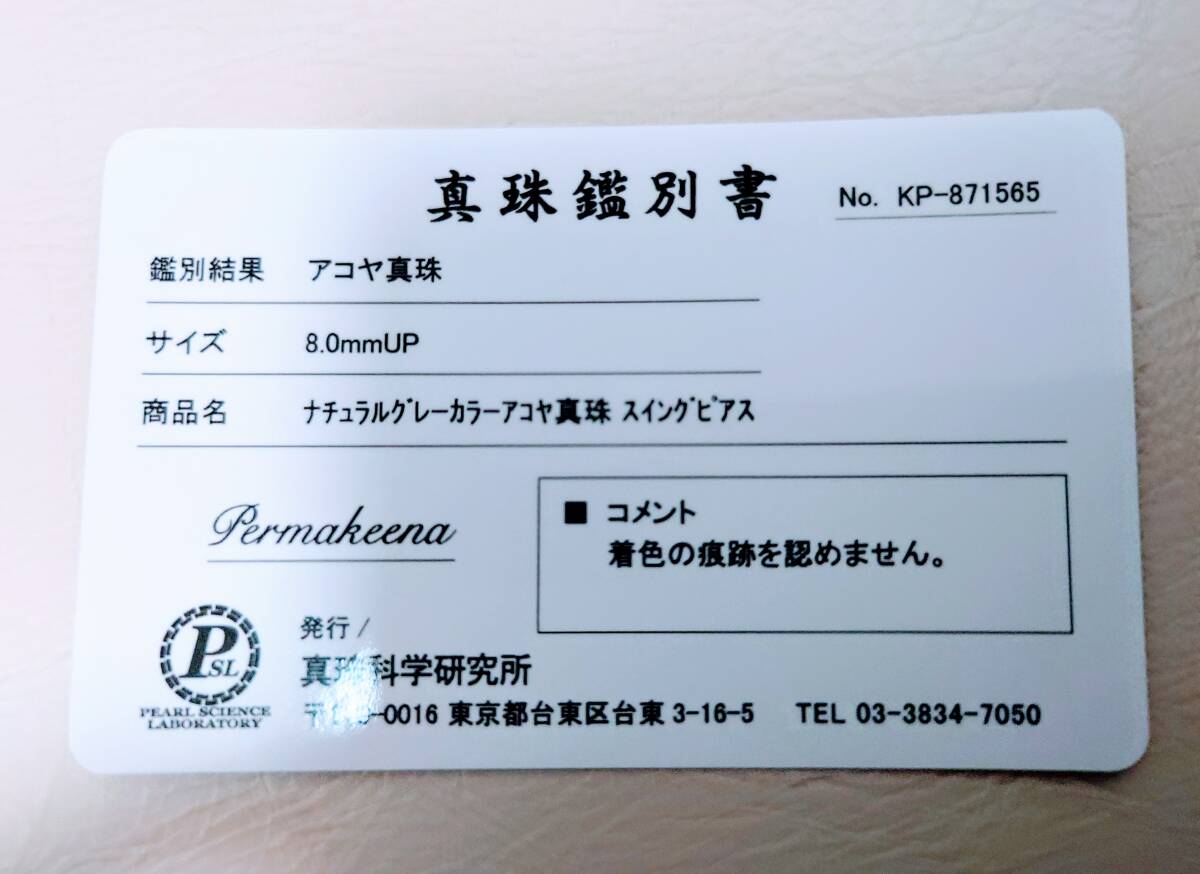 真珠鑑別書
No. KP-871565
鑑別結果 アコヤ真珠
サイズ 8.0mmUP
商品名 ナチュラルグレーカラーアコヤ真珠 スイングピアス
Permakeena
■ コメント
着色の痕跡を認めません。
PSL
PEARL SCIENCE
LABORATORY
発行 /
真珠科学研究所
-0016 東京都台東区台東 3-16-5 TEL 03-3834-7050